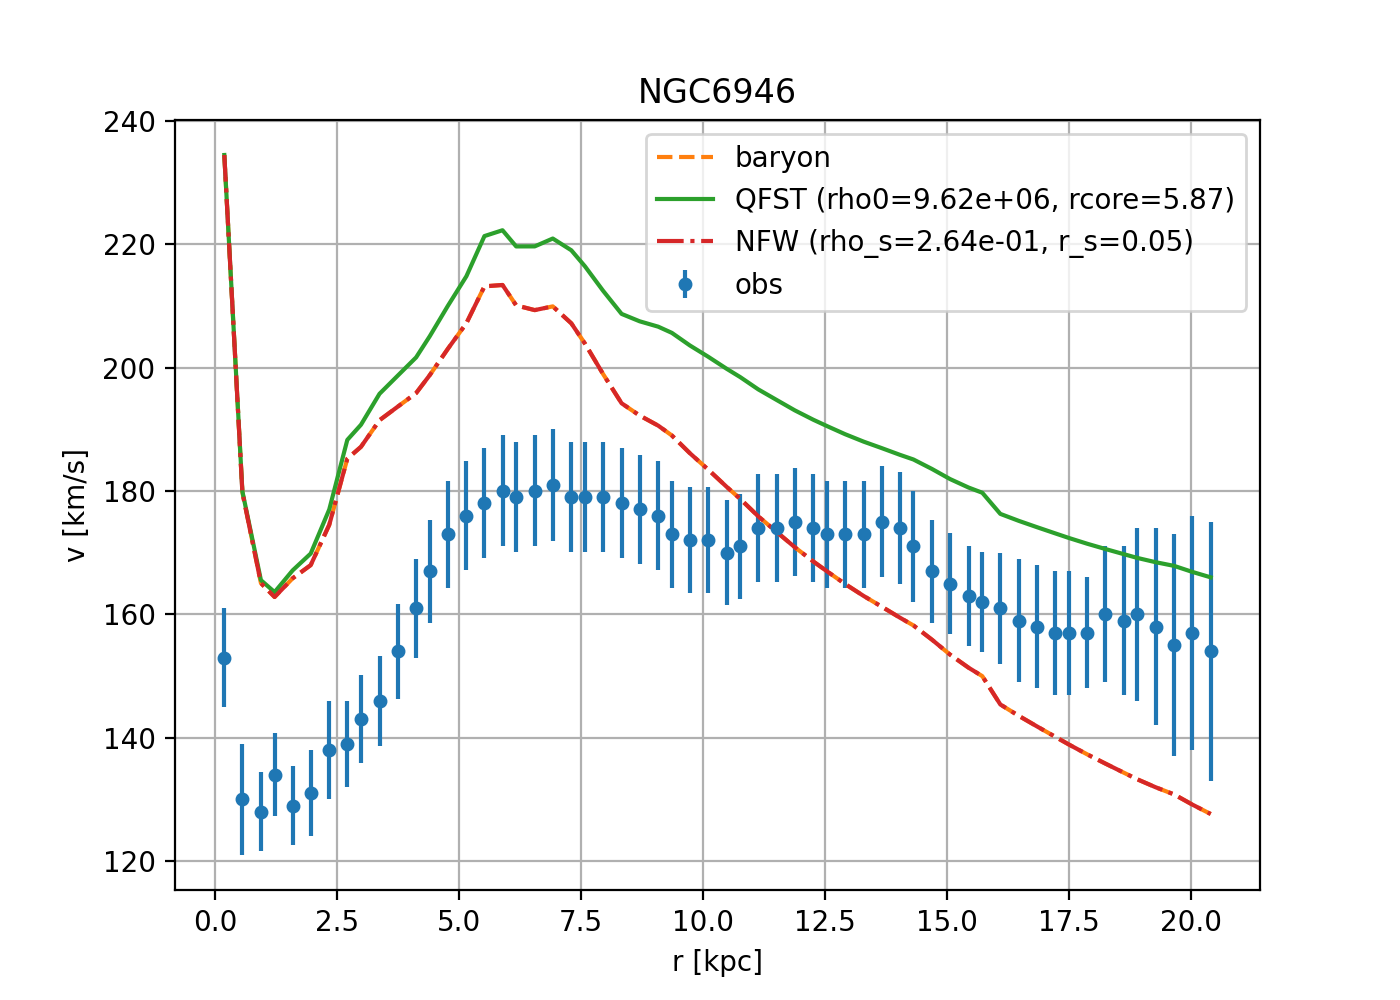 NGC6946
240
220
200
180
160
140
120
v [km/s]
baryon
QFST (rho0=9.62e+06, rcore=5.87)
NFW (rho_s=2.64e-01, r_s=0.05)
obs
0.0 2.5 5.0 7.5 10.0 12.5 15.0 17.5 20.0
r [kpc]